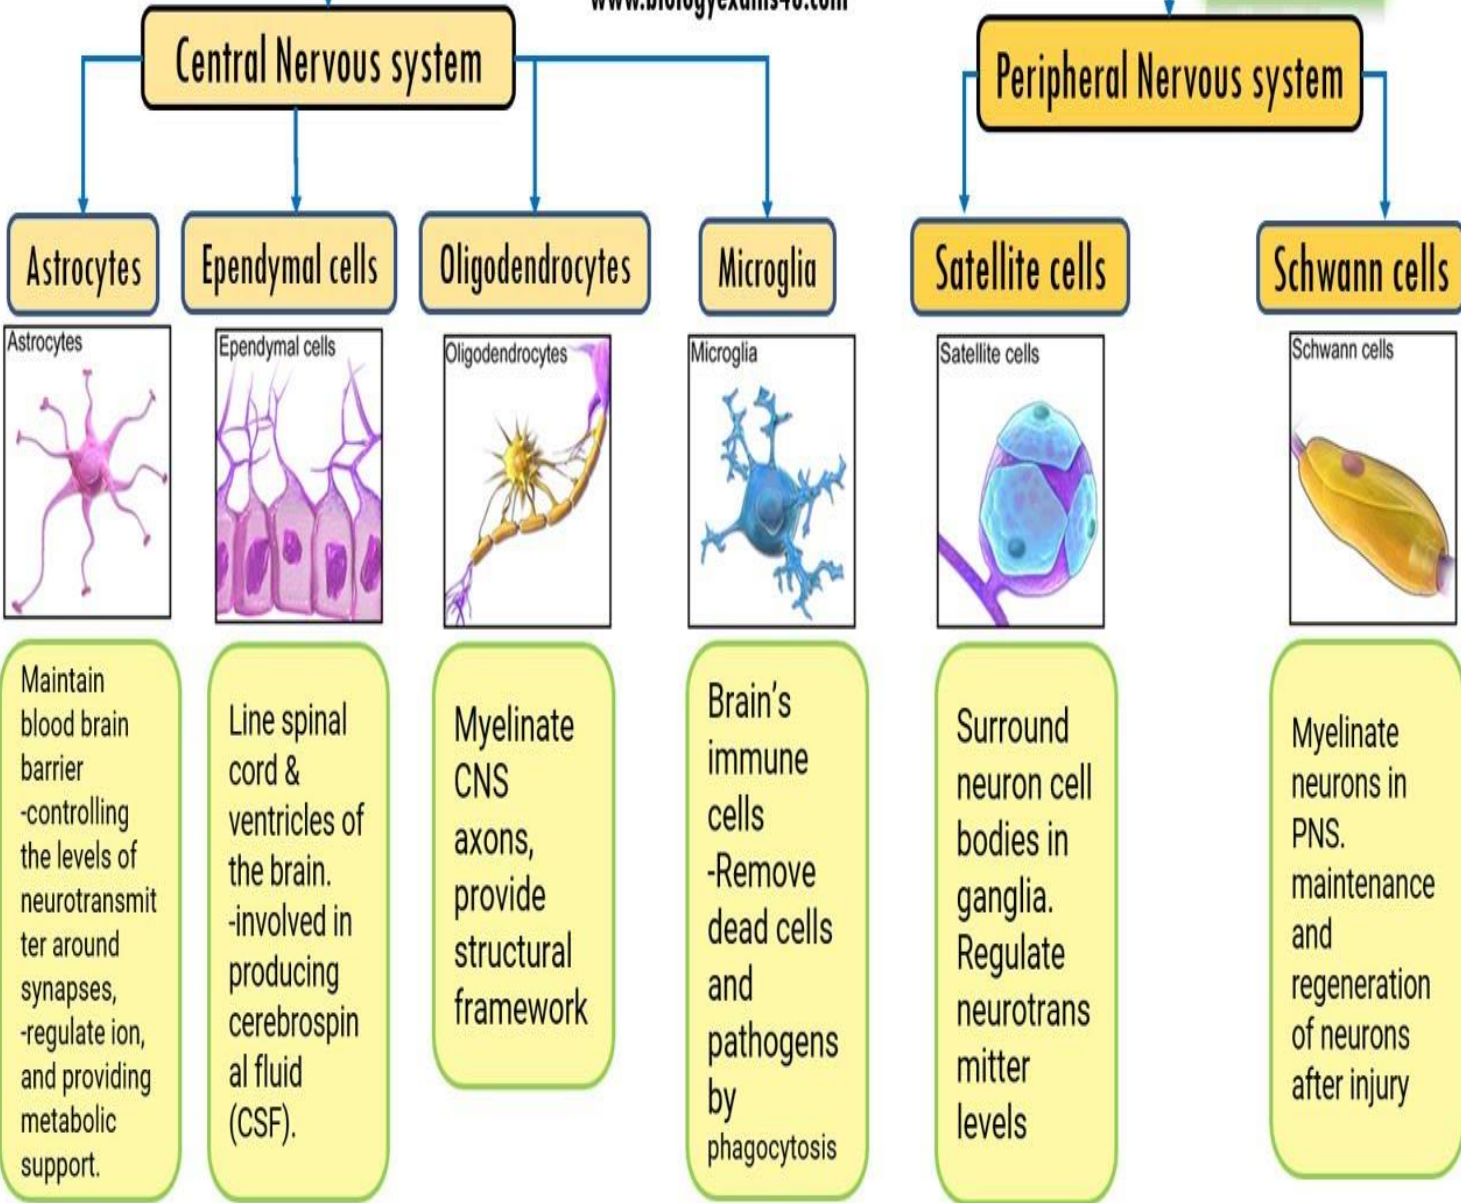 www.biologyexams4u.com
Central Nervous system
Peripheral Nervous system
Astrocytes
Ependymal cells
Oligodendrocytes
Microglia
Satellite cells
Schwann cells
Astrocytes
Ependymal cells
Oligodendrocytes
Microglia
Satellite cells
Schwann cells
Maintain
blood brain
barrier
-controlling
the levels of
neurotransmit
ter around
synapses,
-regulate ion,
and providing
metabolic
support.
Line spinal
cord &
ventricles of
the brain.
-involved in
producing
cerebrospin
al fluid
(CSF).
Myelinate
CNS
axons,
provide
structural
framework
Brain's
immune
cells
-Remove
dead cells
and
pathogens
by
phagocytosis
Surround
neuron cell
bodies in
ganglia.
Regulate
neurotrans
mitter
levels
Myelinate
neurons in
PNS.
maintenance
and
regeneration
of neurons
after injury